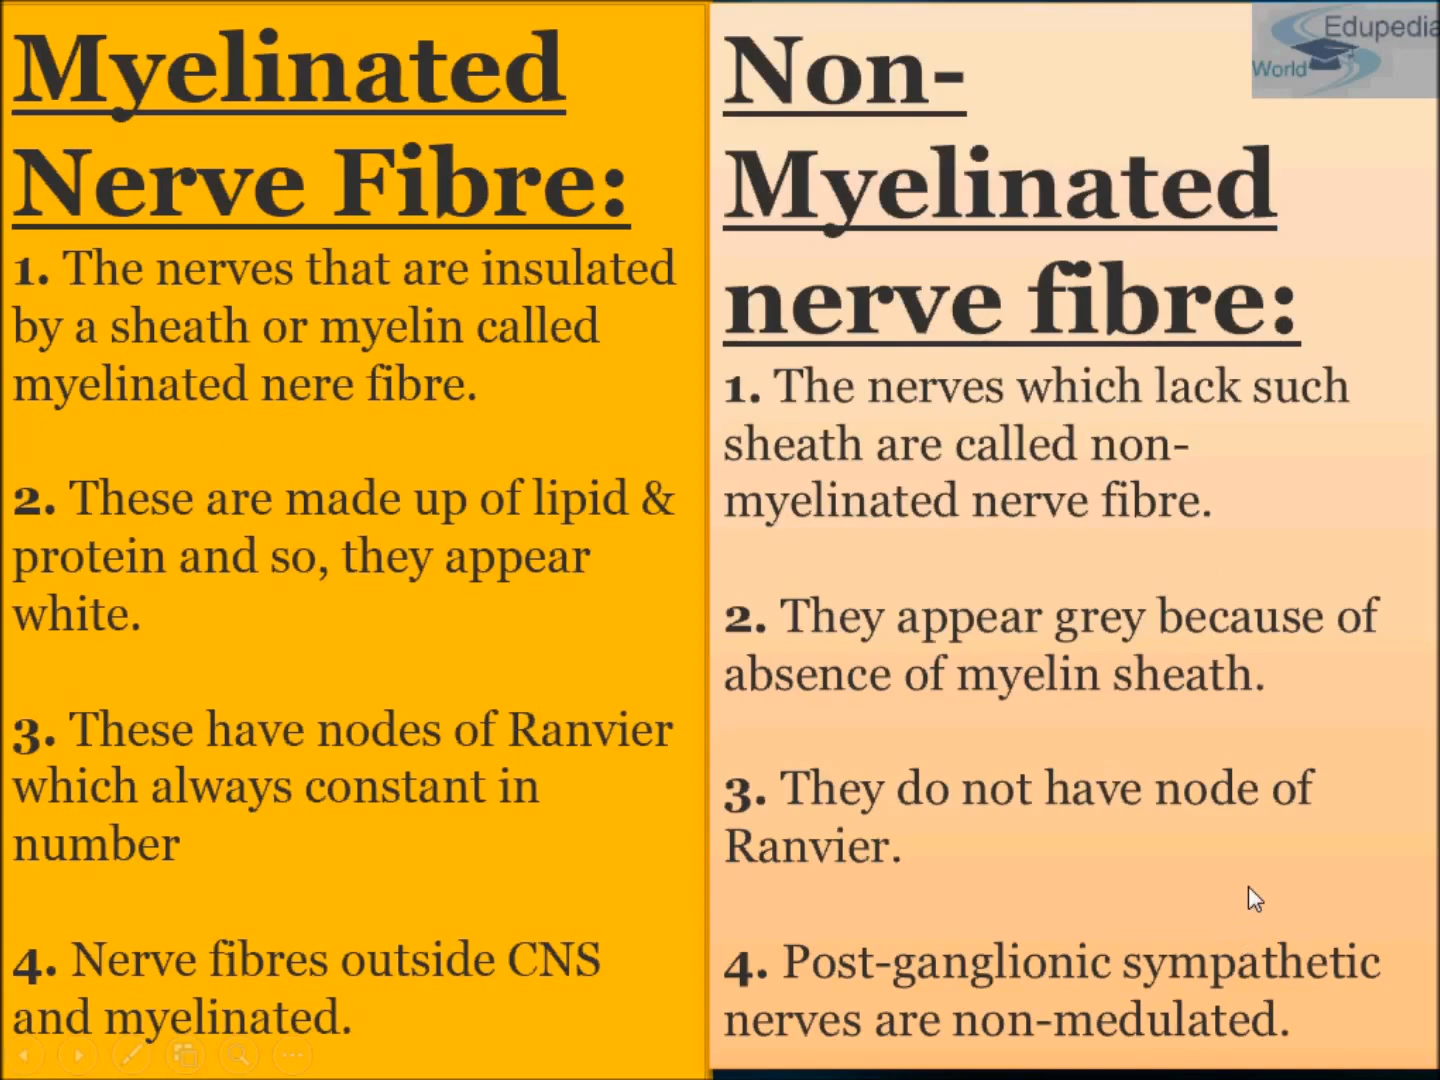 Myelinated
Nerve Fibre:
1. The nerves that are insulated
by a sheath or myelin called
myelinated nere fibre.
2. These are made up of lipid &
protein and so, they appear
white.
3. These have nodes of Ranvier
which always constant in
number
4. Nerve fibres outside CNS
and myelinated.
Non-
Myelinated
nerve fibre:
1. The nerves which lack such
sheath are called non-
myelinated nerve fibre.
2. They appear grey because of
absence of myelin sheath.
3. They do not have node of
Ranvier.
4. Post-ganglionic sympathetic
nerves are non-medulated.
Edupedia
World